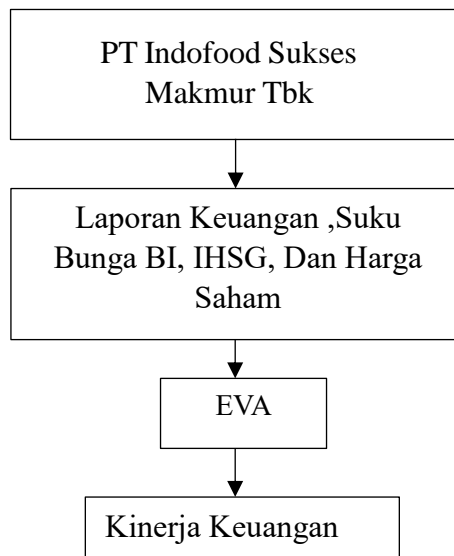 PT Indofood Sukses
Makmur Tbk
Laporan Keuangan ,Suku
Bunga BI, IHSG, Dan Harga
Saham
EVA
Kinerja Keuangan